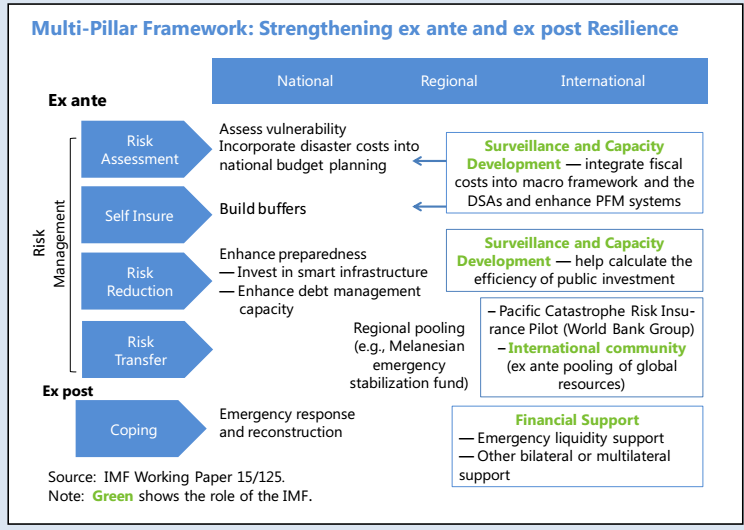 Multi-Pillar Framework: Strengthening ex ante and ex post Resilience
National Regional International
Ex ante
Risk Management
Risk
Assessment
Assess vulnerability
Incorporate disaster costs into
national budget planning
Surveillance and Capacity
Development — integrate fiscal
costs into macro framework and the
DSAs and enhance PFM systems
Self Insure
Build buffers
Risk
Reduction
Enhance preparedness
— Invest in smart infrastructure
— Enhance debt management
capacity
Surveillance and Capacity
Development — help calculate the
efficiency of public investment
Risk
Transfer
Regional pooling
(e.g., Melanesian
emergency
stabilization fund)
– Pacific Catastrophe Risk Insu-
rance Pilot (World Bank Group)
– International community
(ex ante pooling of global
resources)
Ex post
Coping
Emergency response
and reconstruction
Financial Support
— Emergency liquidity support
— Other bilateral or multilateral
support
Source: IMF Working Paper 15/125.
Note: Green shows the role of the IMF.